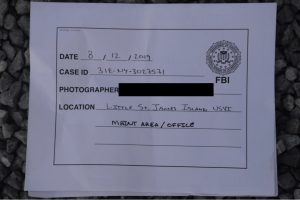 DATE 8 / 12 / 2019
CASE ID 31E-NY-3027571
PHOTOGRAPHER
LOCATION LITTLE ST. JAMES ISLAND USVI
MAINT AREA / OFFICE
FBI